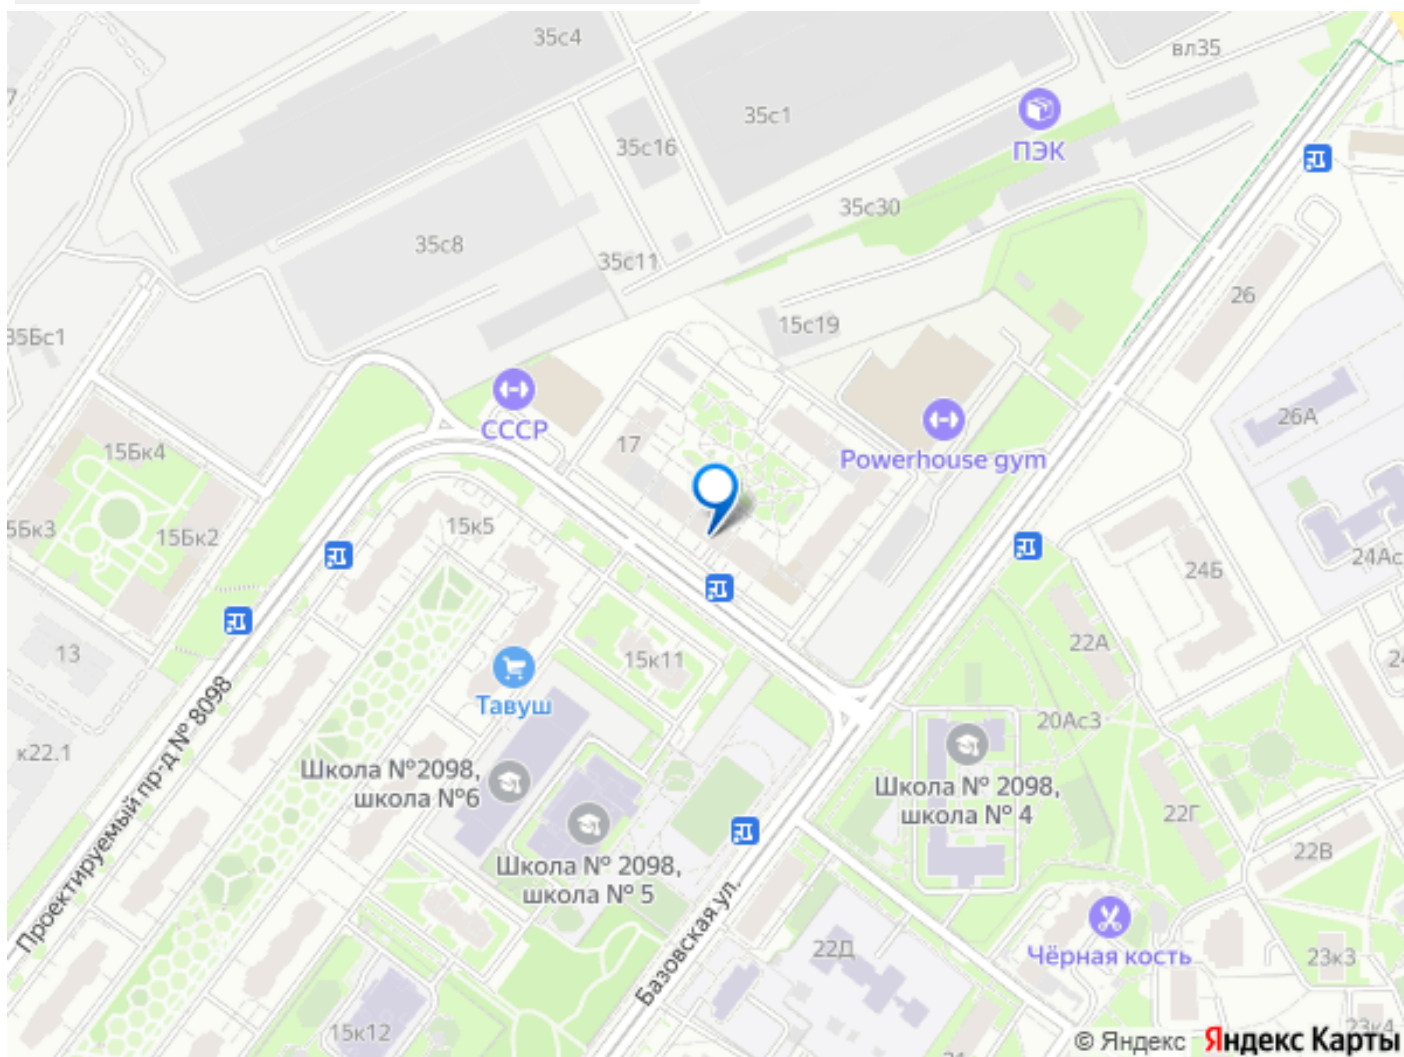 35с4
вл35
35с1
ПЭК
35с16
35с30
35с8
35с11
26
15с19
35Бс1
26А
СССР
17
15Бк4
Powerhouse gym
15к5
15Бк2
24Ас
24Б
22А
13
15к11
Тавуш
20Ас3
к22.1
Проектируемый пр-д № 8098
Школа №2098,
школа №6
Школа № 2098,
школа № 4
22Г
22В
Школа № 2098,
школа № 5
Базовская ул.
22Д
Чёрная кость
23к3
15к12
23к4
© Яндекс Яндекс Карты